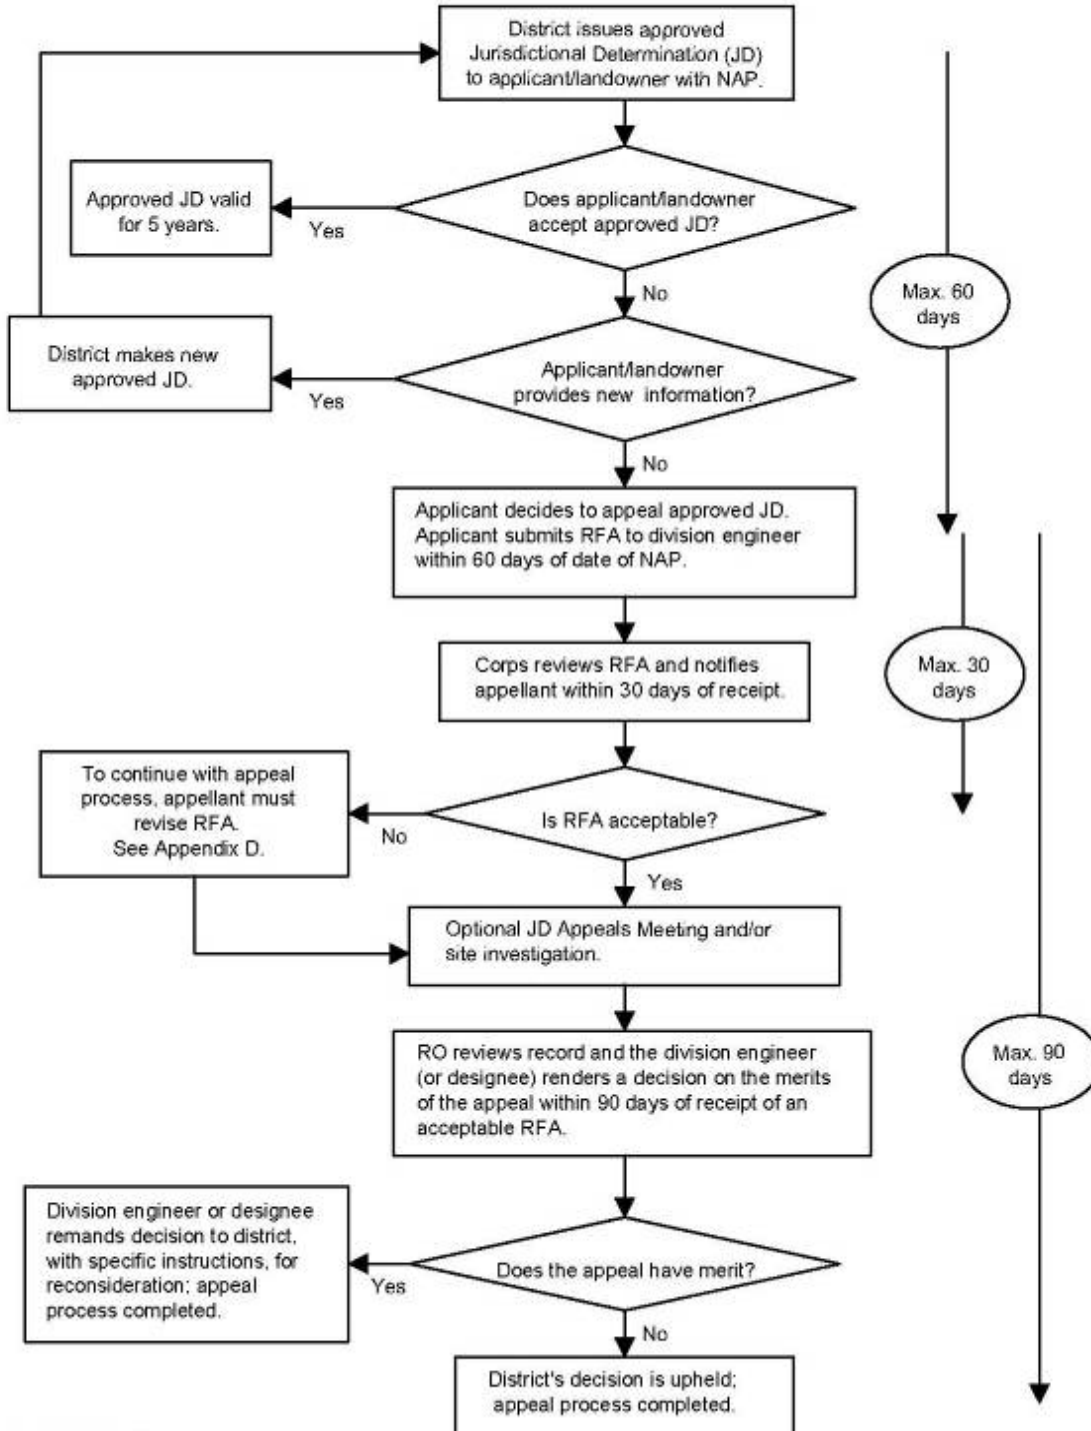 District issues approved
Jurisdictional Determination (JD)
to applicant/landowner with NAP.
Does applicant/landowner
accept approved JD?
Yes
Approved JD valid
for 5 years.
No
Max. 60
days
Applicant/landowner
provides new information?
Yes
District makes new
approved JD.
No
Applicant decides to appeal approved JD.
Applicant submits RFA to division engineer
within 60 days of date of NAP.
Corps reviews RFA and notifies
appellant within 30 days of receipt.
Max. 30
days
Is RFA acceptable?
No
To continue with appeal
process, appellant must
revise RFA.
See Appendix D.
Yes
Optional JD Appeals Meeting and/or
site investigation.
RO reviews record and the division engineer
(or designee) renders a decision on the merits
of the appeal within 90 days of receipt of an
acceptable RFA.
Max. 90
days
Does the appeal have merit?
Yes
Division engineer or designee
remands decision to district,
with specific instructions, for
reconsideration; appeal
process completed.
No
District's decision is upheld;
appeal process completed.